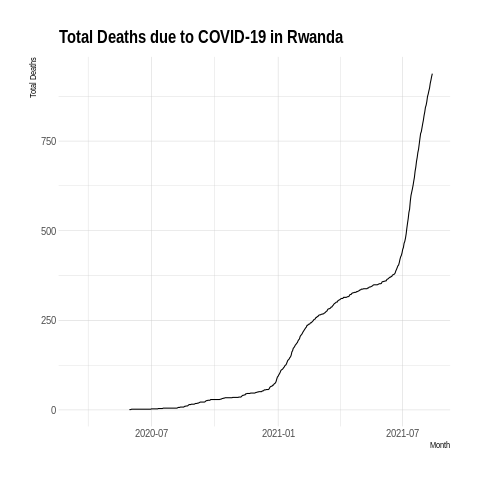 Total Deaths due to COVID-19 in Rwanda
Total Deaths
750
500
250
0
2020-07
2021-01
2021-07
Month